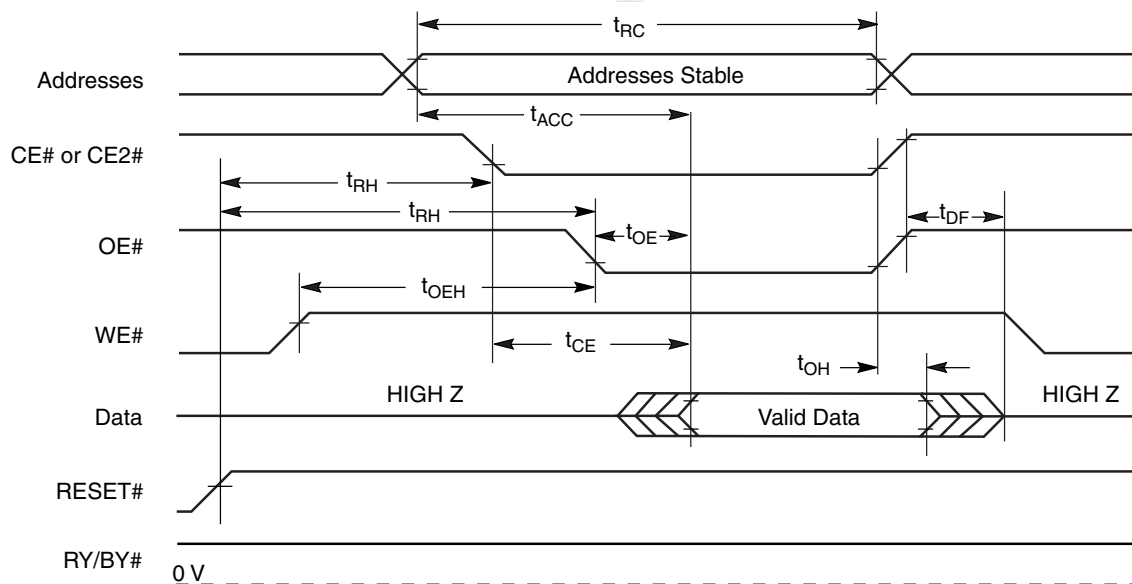 tRC
Addresses
Addresses Stable
tACC
CE# or CE2#
tRH
tRH
tDF
OE#
tOE
tOEH
WE#
tCE
tOH
HIGH Z
HIGH Z
Data
Valid Data
RESET#
RY/BY#
0 V